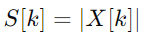 S[k] = |X[k]|